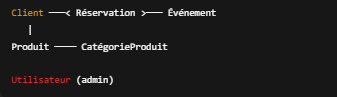 Client ───< Réservation >─── Événement
|
Produit ──── CatégorieProduit
Utilisateur (admin)